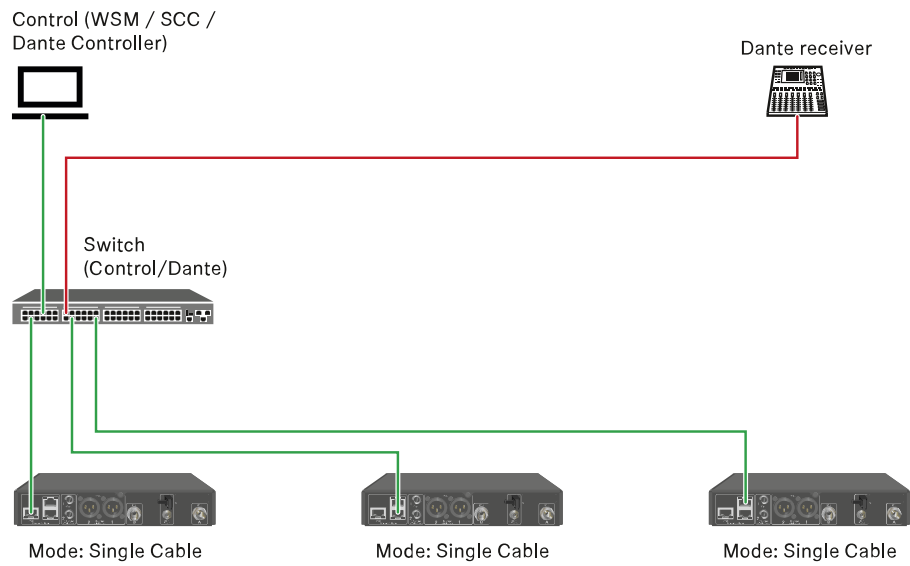 Control (WSM / SCC /
Dante Controller)
Dante receiver
Switch
(Control/Dante)
Mode: Single Cable
Mode: Single Cable
Mode: Single Cable